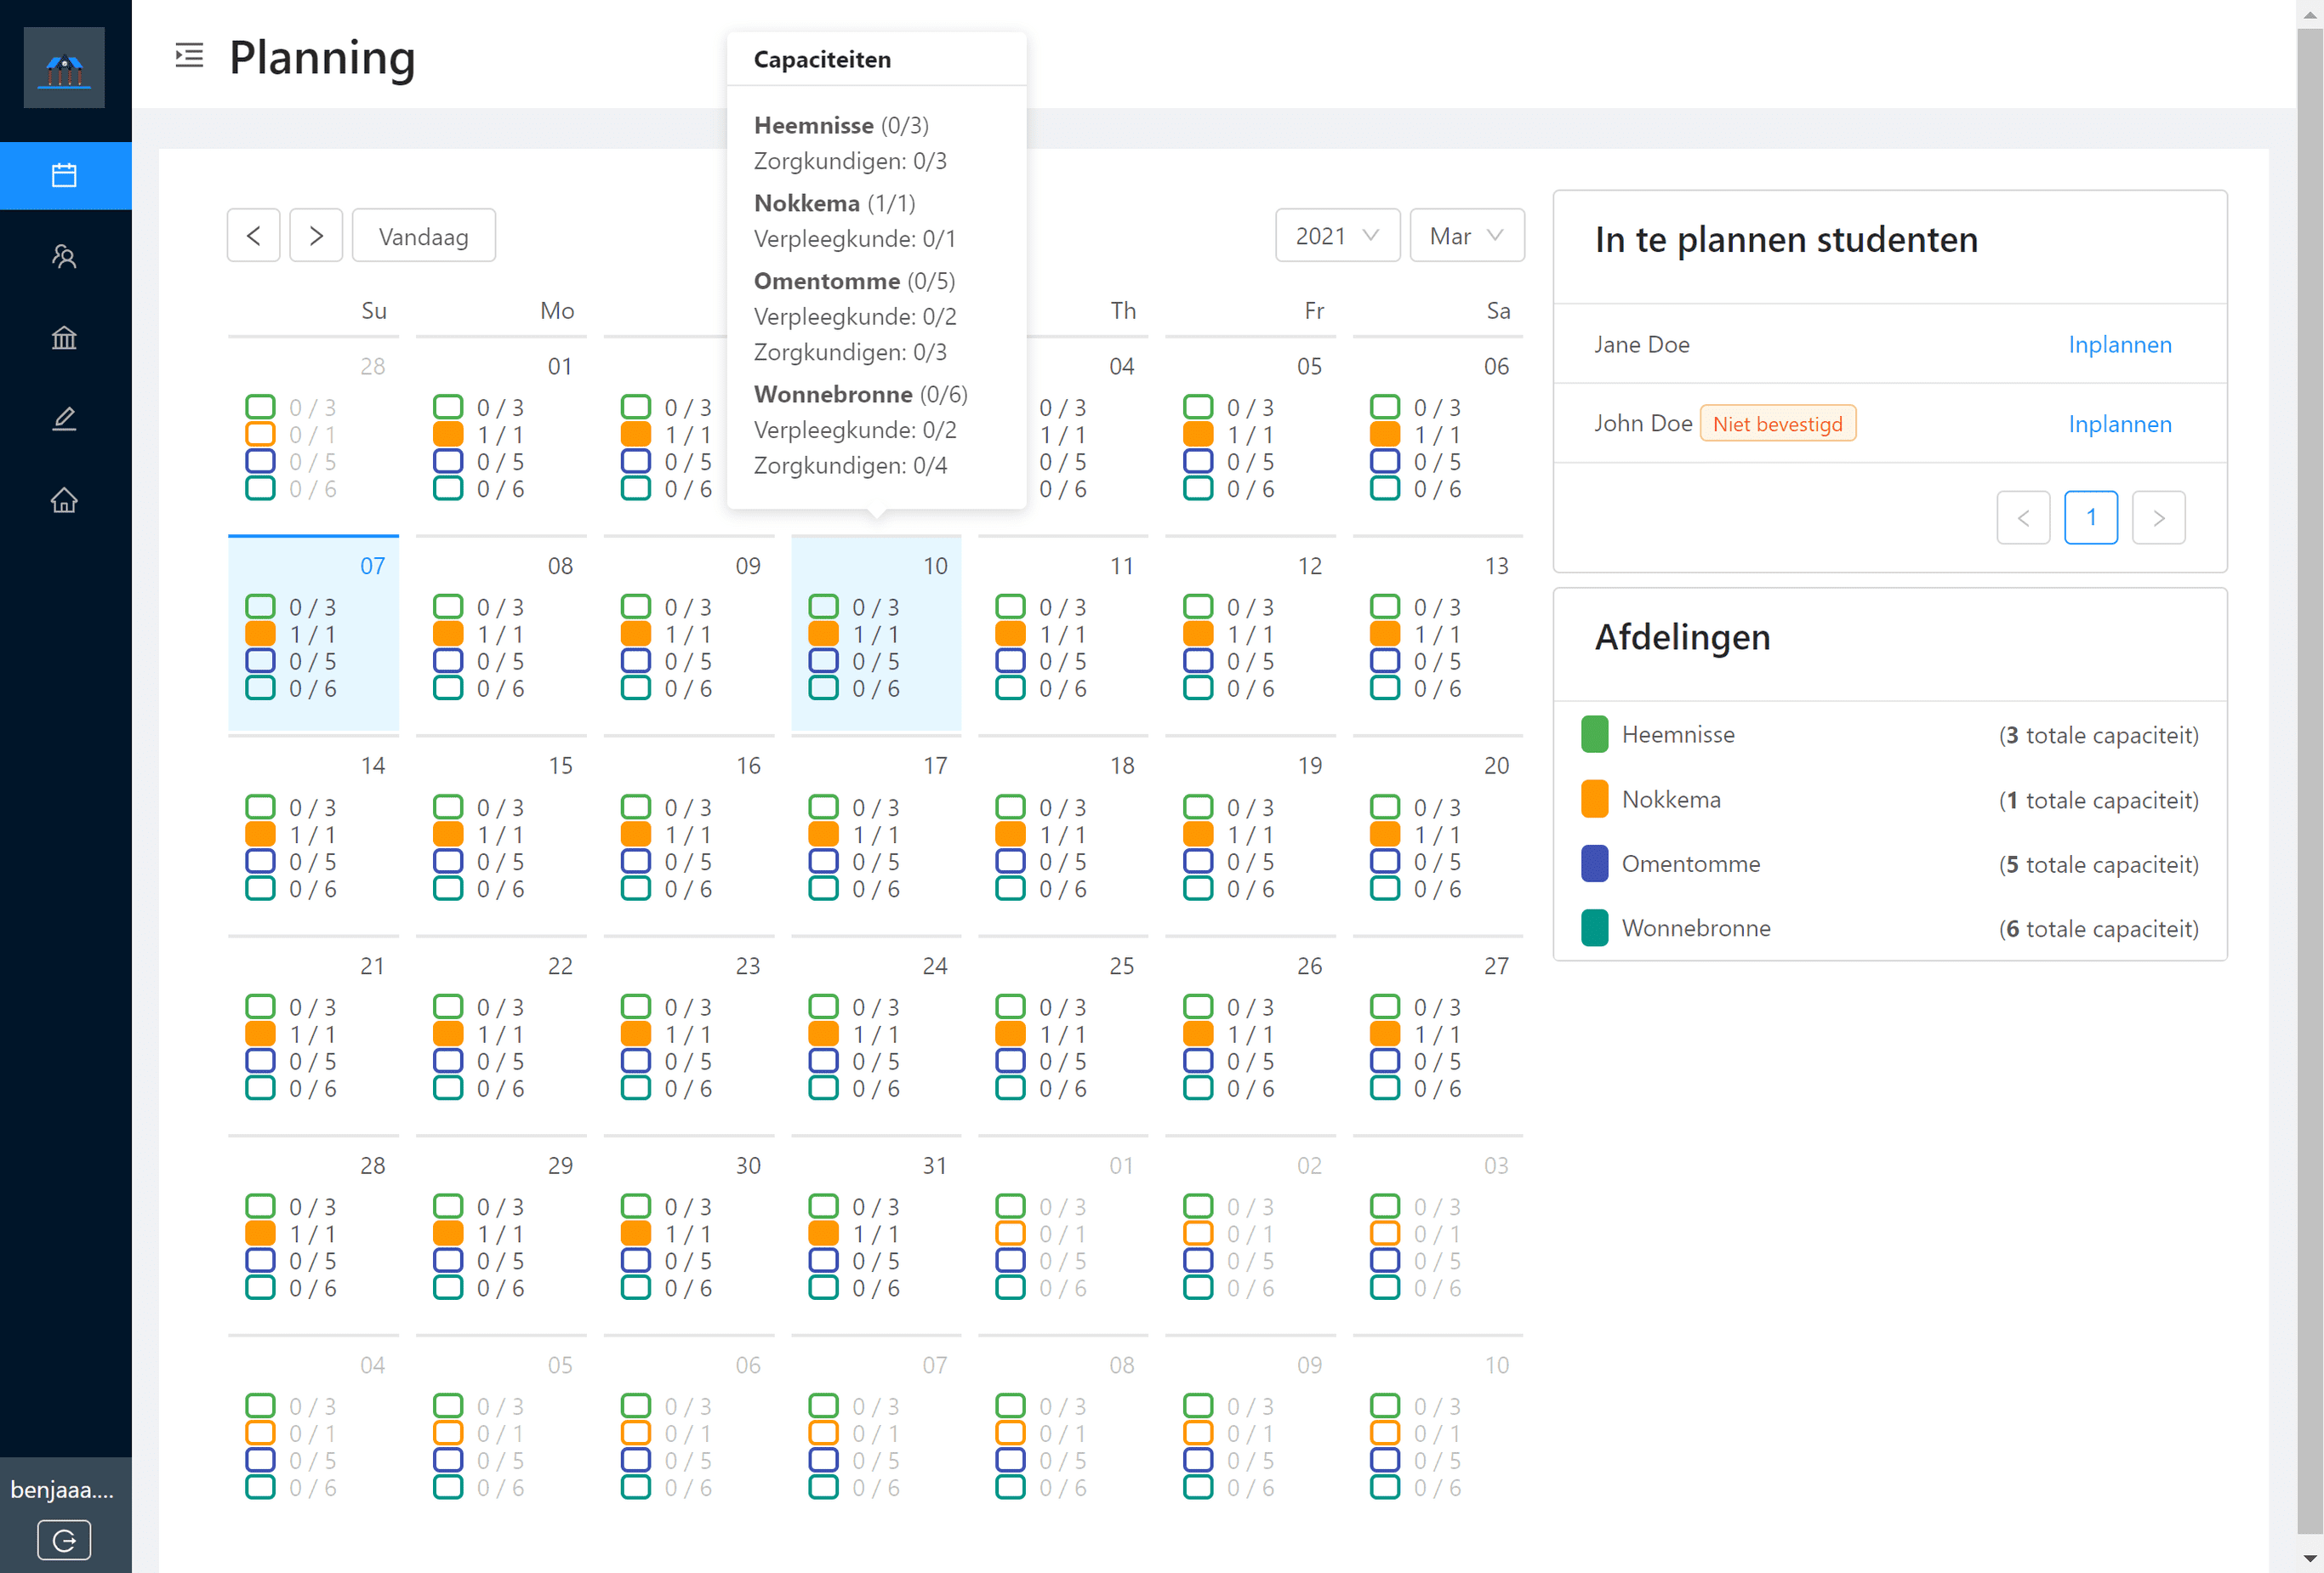 Planning
Capaciteiten
Heemnisse (0/3)
Zorgkundigen: 0/3
Nokkema (1/1)
Verpleegkunde: 0/1
Omentomme (0/5)
Verpleegkunde: 0/2
Zorgkundigen: 0/3
Wonnebronne (0/6)
Verpleegkunde: 0/2
Zorgkundigen: 0/4
< > Vandaag
2021 Mar
Su Mo Th Fr Sa
28 01 04 05 06
0 / 3 0 / 3 0 / 3 0 / 3 0 / 3 0 / 3
0 / 1 1 / 1 1 / 1 1 / 1 1 / 1 1 / 1
0 / 5 0 / 5 0 / 5 0 / 5 0 / 5 0 / 5
0 / 6 0 / 6 0 / 6 0 / 6 0 / 6 0 / 6
07 08 09 10 11 12 13
0 / 3 0 / 3 0 / 3 0 / 3 0 / 3 0 / 3 0 / 3
1 / 1 1 / 1 1 / 1 1 / 1 1 / 1 1 / 1 1 / 1
0 / 5 0 / 5 0 / 5 0 / 5 0 / 5 0 / 5 0 / 5
0 / 6 0 / 6 0 / 6 0 / 6 0 / 6 0 / 6 0 / 6
14 15 16 17 18 19 20
0 / 3 0 / 3 0 / 3 0 / 3 0 / 3 0 / 3 0 / 3
1 / 1 1 / 1 1 / 1 1 / 1 1 / 1 1 / 1 1 / 1
0 / 5 0 / 5 0 / 5 0 / 5 0 / 5 0 / 5 0 / 5
0 / 6 0 / 6 0 / 6 0 / 6 0 / 6 0 / 6 0 / 6
21 22 23 24 25 26 27
0 / 3 0 / 3 0 / 3 0 / 3 0 / 3 0 / 3 0 / 3
1 / 1 1 / 1 1 / 1 1 / 1 1 / 1 1 / 1 1 / 1
0 / 5 0 / 5 0 / 5 0 / 5 0 / 5 0 / 5 0 / 5
0 / 6 0 / 6 0 / 6 0 / 6 0 / 6 0 / 6 0 / 6
28 29 30 31 01 02 03
0 / 3 0 / 3 0 / 3 0 / 3 0 / 3 0 / 3 0 / 3
1 / 1 1 / 1 1 / 1 1 / 1 0 / 1 0 / 1 0 / 1
0 / 5 0 / 5 0 / 5 0 / 5 0 / 5 0 / 5 0 / 5
0 / 6 0 / 6 0 / 6 0 / 6 0 / 6 0 / 6 0 / 6
04 05 06 07 08 09 10
0 / 3 0 / 3 0 / 3 0 / 3 0 / 3 0 / 3 0 / 3
0 / 1 0 / 1 0 / 1 0 / 1 0 / 1 0 / 1 0 / 1
0 / 5 0 / 5 0 / 5 0 / 5 0 / 5 0 / 5 0 / 5
0 / 6 0 / 6 0 / 6 0 / 6 0 / 6 0 / 6 0 / 6
In te plannen studenten
Jane Doe Inplannen
John Doe Niet bevestigd Inplannen
< 1 >
Afdelingen
Heemnisse (3 totale capaciteit)
Nokkema (1 totale capaciteit)
Omentomme (5 totale capaciteit)
Wonnebronne (6 totale capaciteit)
benjaaa....